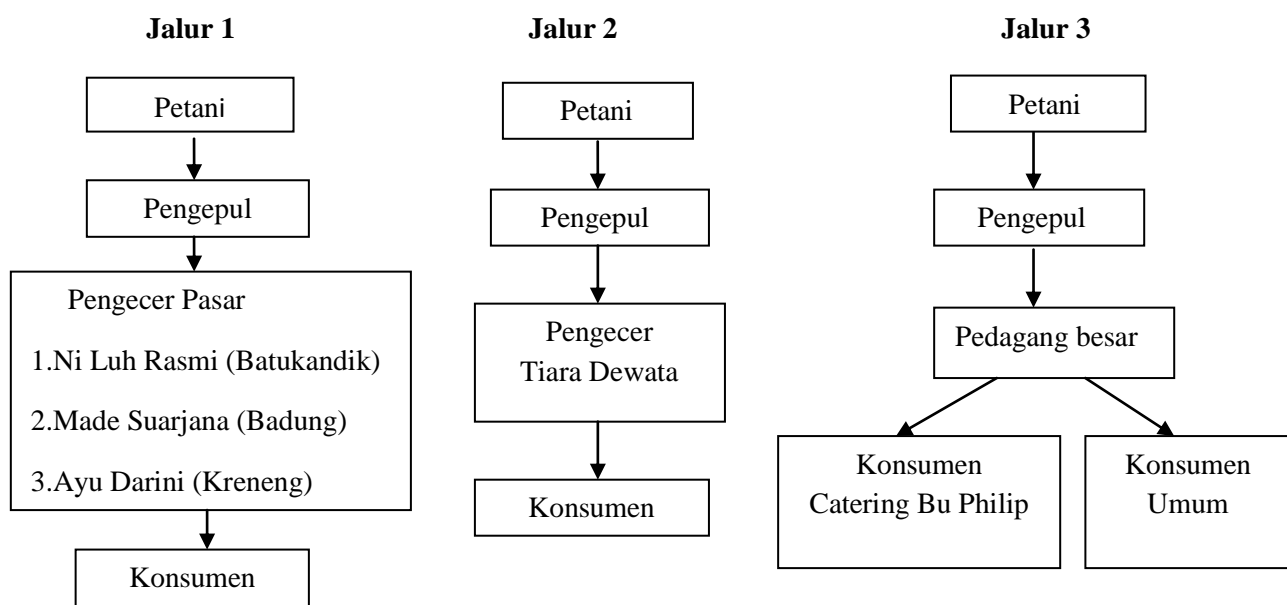 Jalur 1
Petani
Pengepul
Pengecer Pasar
1.Ni Luh Rasmi (Batukandik)
2.Made Suarjana (Badung)
3.Ayu Darini (Kreneng)
Konsumen
Jalur 2
Petani
Pengepul
Pengecer
Tiara Dewata
Konsumen
Jalur 3
Petani
Pengepul
Pedagang besar
Konsumen
Catering Bu Philip
Konsumen
Umum